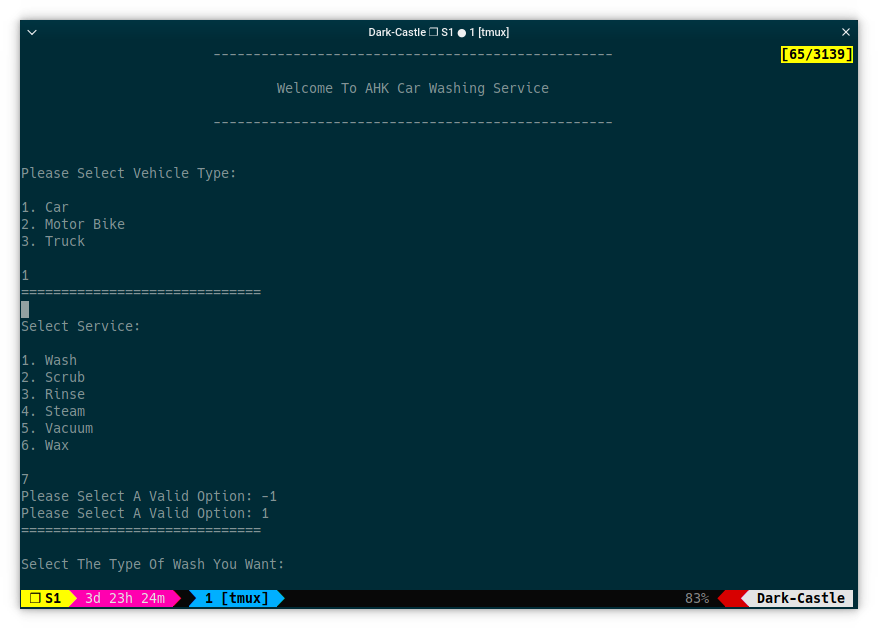 Dark-Castle ❐ S1 ● 1 [tmux]
[65/3139]
--------------------------------------------------
Welcome To AHK Car Washing Service
--------------------------------------------------
Please Select Vehicle Type:
1. Car
2. Motor Bike
3. Truck
1
==============================
Select Service:
1. Wash
2. Scrub
3. Rinse
4. Steam
5. Vacuum
6. Wax
7
Please Select A Valid Option: -1
Please Select A Valid Option: 1
==============================
Select The Type Of Wash You Want:
❐ S1 3d 23h 24m 1 [tmux] 83% Dark-Castle